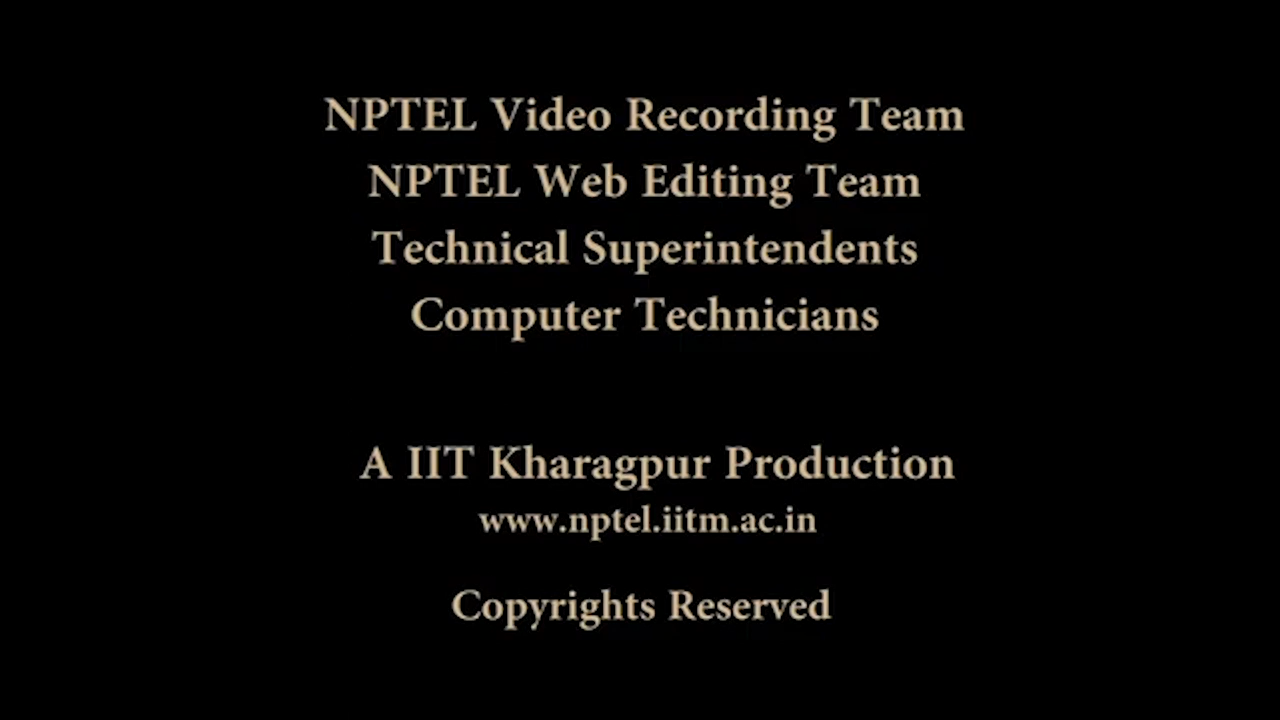 NPTEL Video Recording Team
NPTEL Web Editing Team
Technical Superintendents
Computer Technicians
A IIT Kharagpur Production
www.nptel.iitm.ac.in
Copyrights Reserved